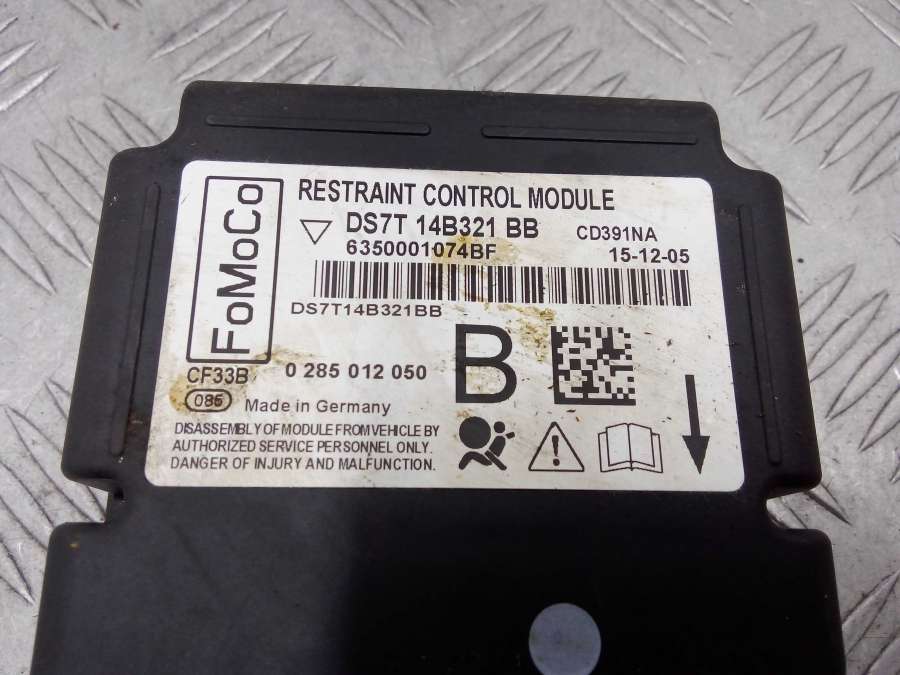 FoMoCo
RESTRAINT CONTROL MODULE
DS7T 14B321 BB CD391NA
6350001074BF 15-12-05
DS7T14B321BB
CF33B 0 285 012 050 B
085 Made in Germany
DISASSEMBLY OF MODULE FROM VEHICLE BY
AUTHORIZED SERVICE PERSONNEL ONLY.
DANGER OF INJURY AND MALFUNCTION.